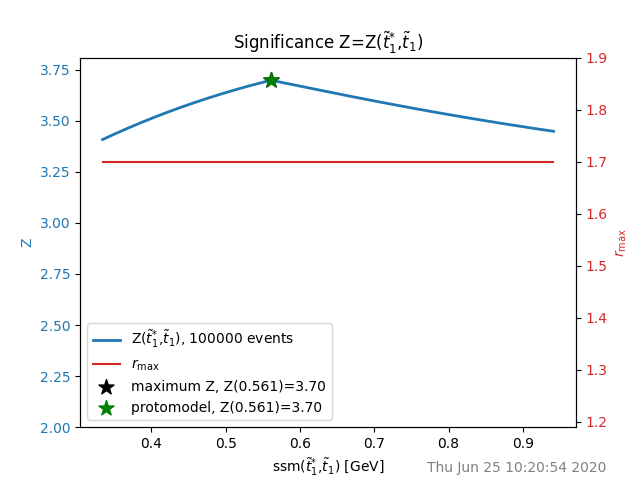 Significance Z=Z(t̃₁*,t̃₁)
3.75
3.50
3.25
3.00
2.75
2.50
2.25
2.00
Z
1.9
1.8
1.7
1.6
1.5
1.4
1.3
1.2
r_max
Z(t̃₁*,t̃₁), 100000 events
r_max
maximum Z, Z(0.561)=3.70
protomodel, Z(0.561)=3.70
0.4 0.5 0.6 0.7 0.8 0.9
ssm(t̃₁*,t̃₁) [GeV]
Thu Jun 25 10:20:54 2020